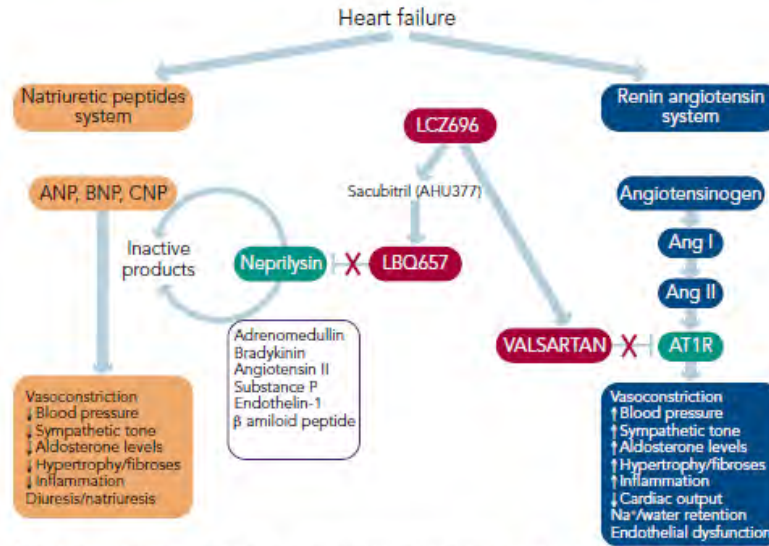 Heart failure
Natriuretic peptides
system
Renin angiotensin
system
LCZ696
Sacubitril (AHU377)
ANP, BNP, CNP
Angiotensinogen
Inactive
products
Neprilysin
X
LBQ657
Ang I
Ang II
Adrenomedullin
Bradykinin
Angiotensin II
Substance P
Endothelin-1
β amiloid peptide
VALSARTAN
X
AT1R
Vasoconstriction
↓Blood pressure
↓Sympathetic tone
↓Aldosterone levels
↓Hypertrophy/fibroses
↓Inflammation
Diuresis/natriuresis
Vasoconstriction
↑Blood pressure
↑Sympathetic tone
↑Aldosterone levels
↑Hypertrophy/fibroses
↑Inflammation
↓Cardiac output
Na⁺/water retention
Endothelial dysfunction